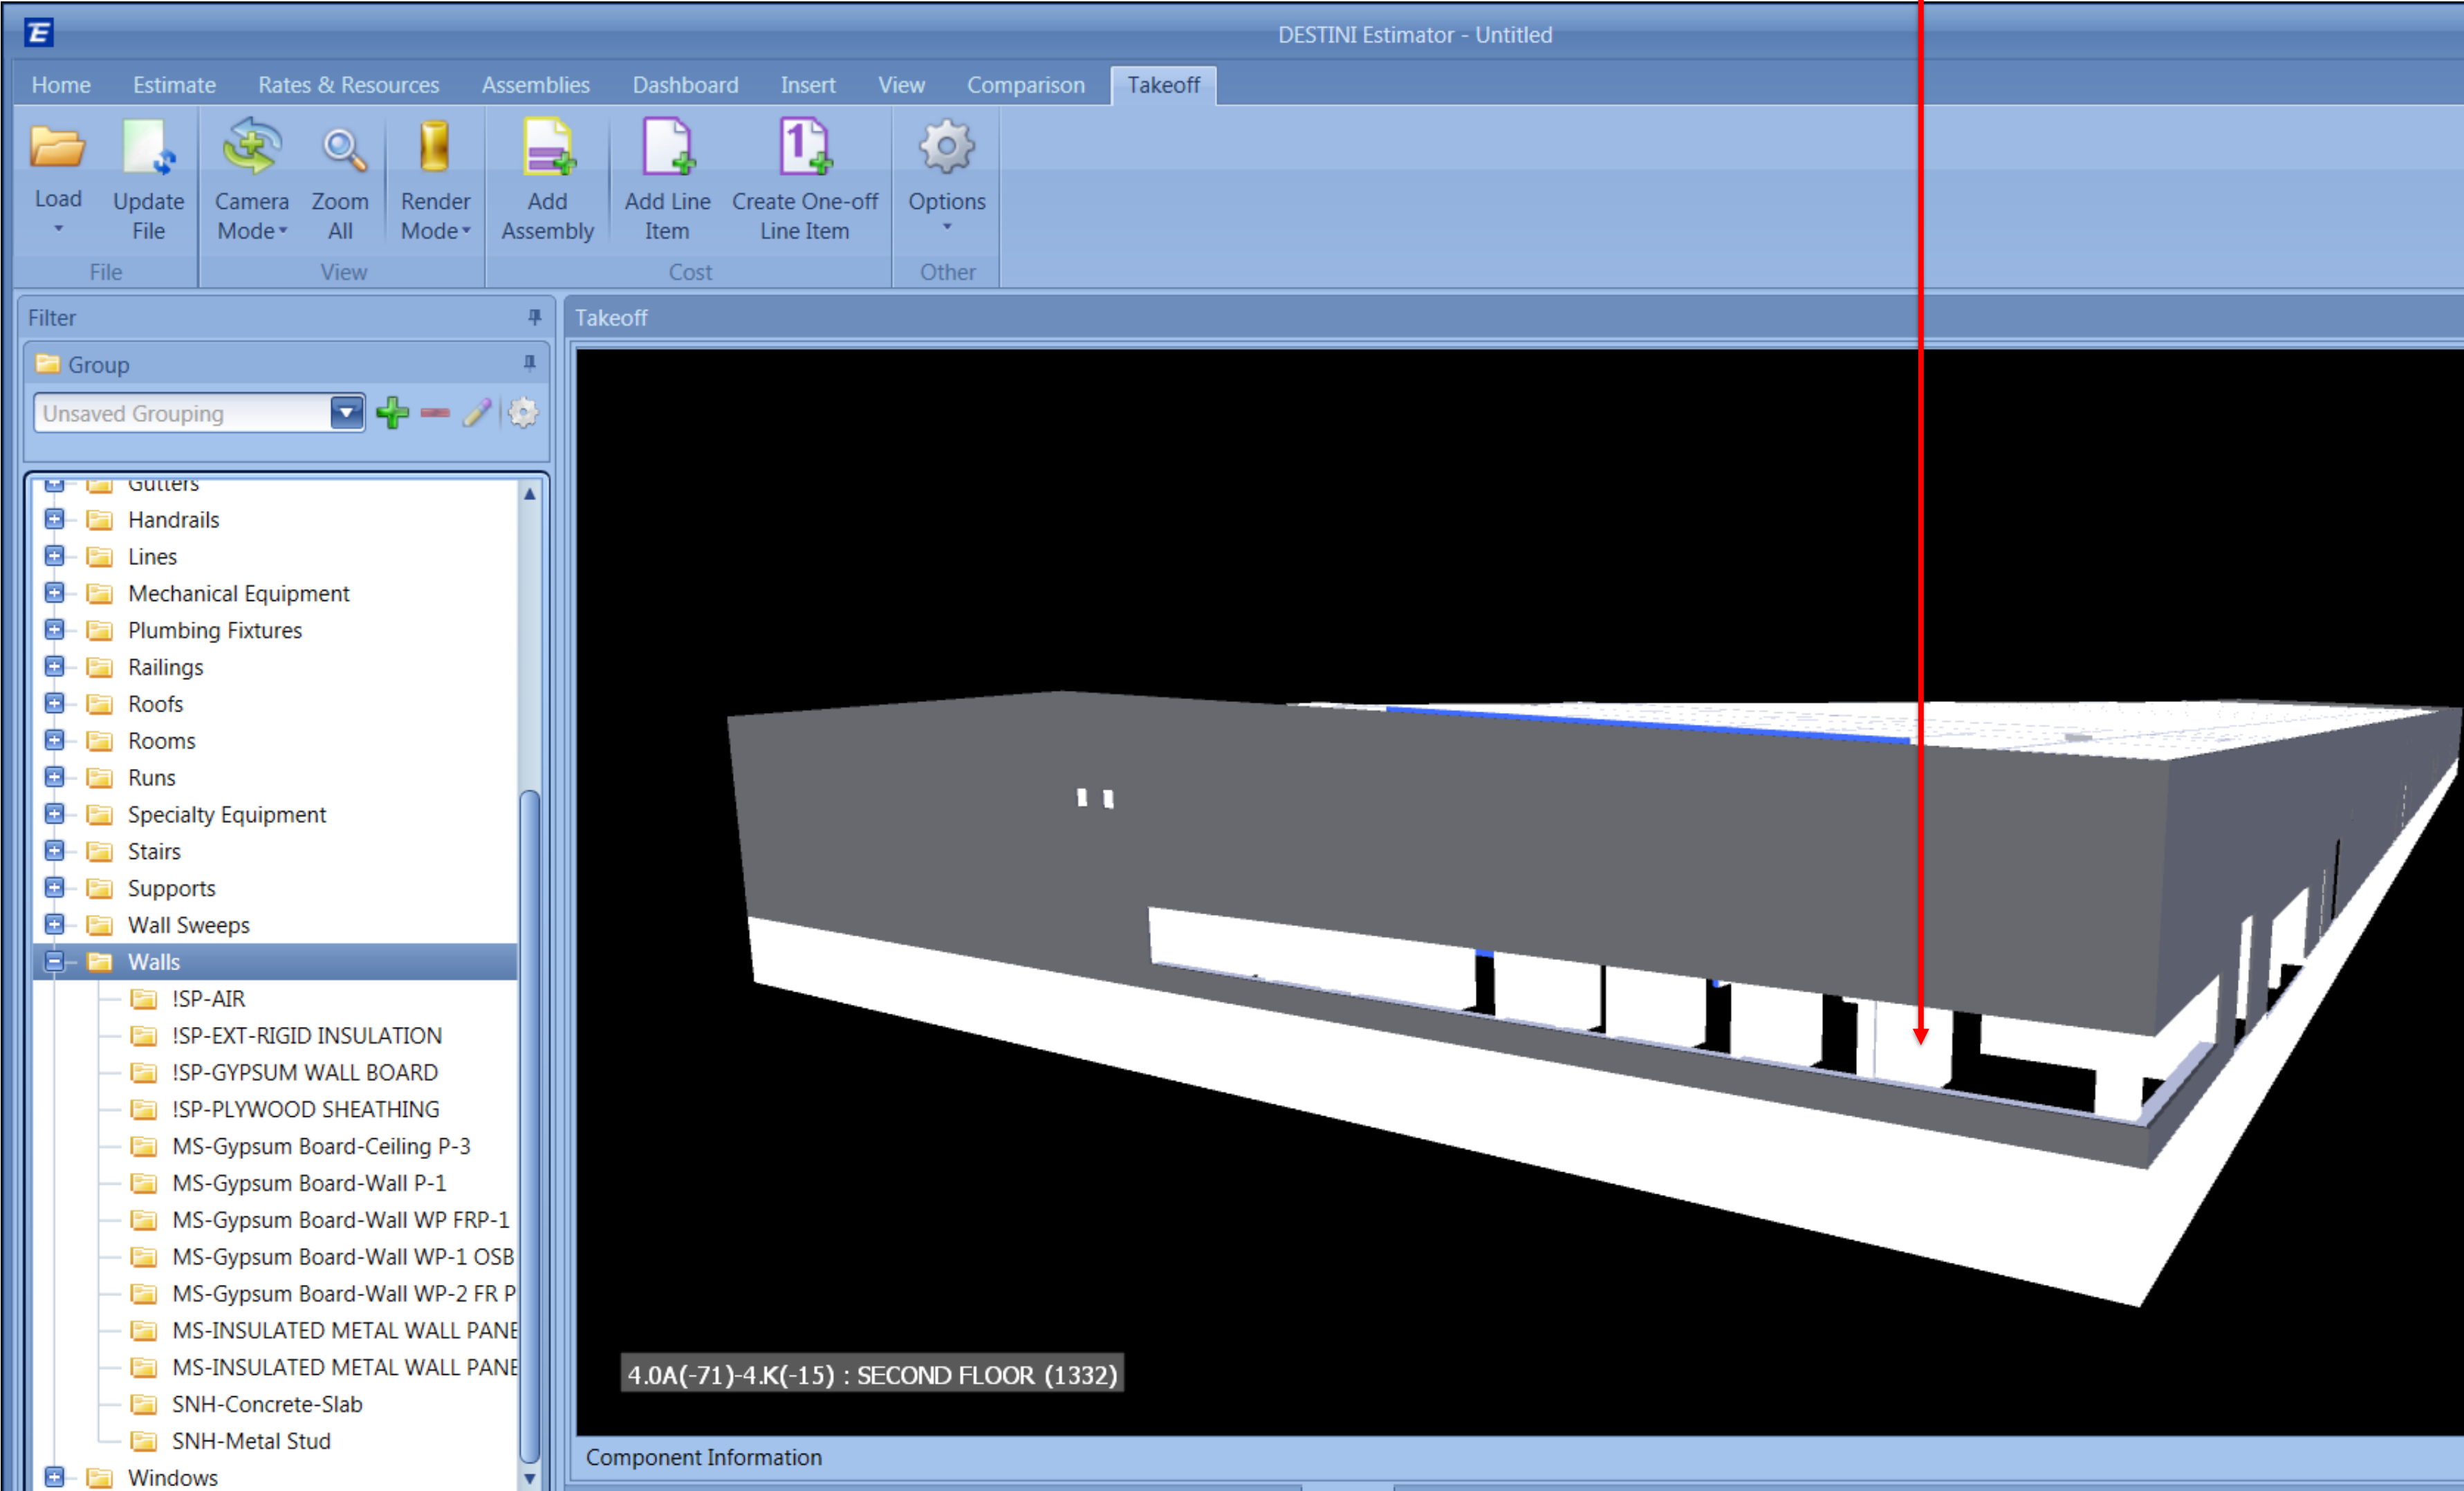 DESTINI Estimator - Untitled
Home Estimate Rates & Resources Assemblies Dashboard Insert View Comparison Takeoff
Load Update File Camera Mode Zoom All Render Mode Add Assembly Add Line Item Create One-off Line Item Options
File View Cost Other
Filter
Takeoff
Group
Unsaved Grouping
Gutters
Handrails
Lines
Mechanical Equipment
Plumbing Fixtures
Railings
Roofs
Rooms
Runs
Specialty Equipment
Stairs
Supports
Wall Sweeps
Walls
!SP-AIR
!SP-EXT-RIGID INSULATION
!SP-GYPSUM WALL BOARD
!SP-PLYWOOD SHEATHING
MS-Gypsum Board-Ceiling P-3
MS-Gypsum Board-Wall P-1
MS-Gypsum Board-Wall WP FRP-1
MS-Gypsum Board-Wall WP-1 OSB
MS-Gypsum Board-Wall WP-2 FR P
MS-INSULATED METAL WALL PANE
MS-INSULATED METAL WALL PANE
SNH-Concrete-Slab
SNH-Metal Stud
Windows
4.0A(-71)-4.K(-15) : SECOND FLOOR (1332)
Component Information